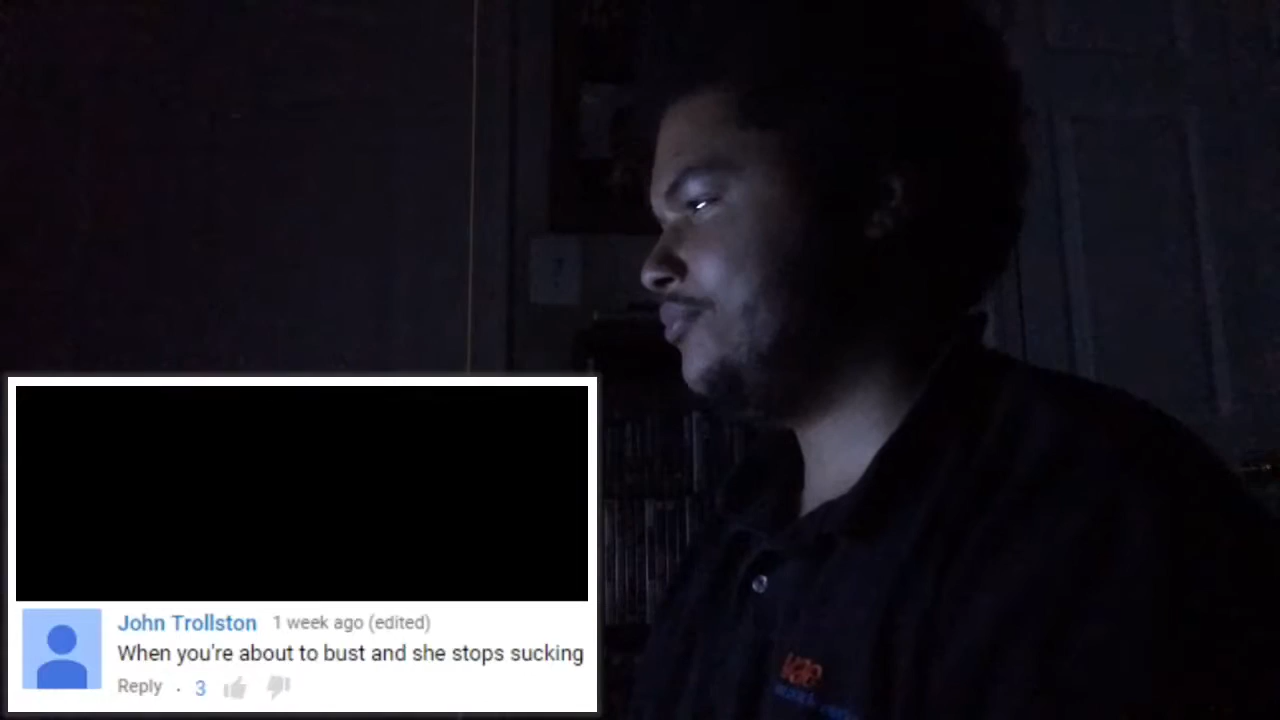 John Trollston 1 week ago (edited)
When you're about to bust and she stops sucking
Reply · 3